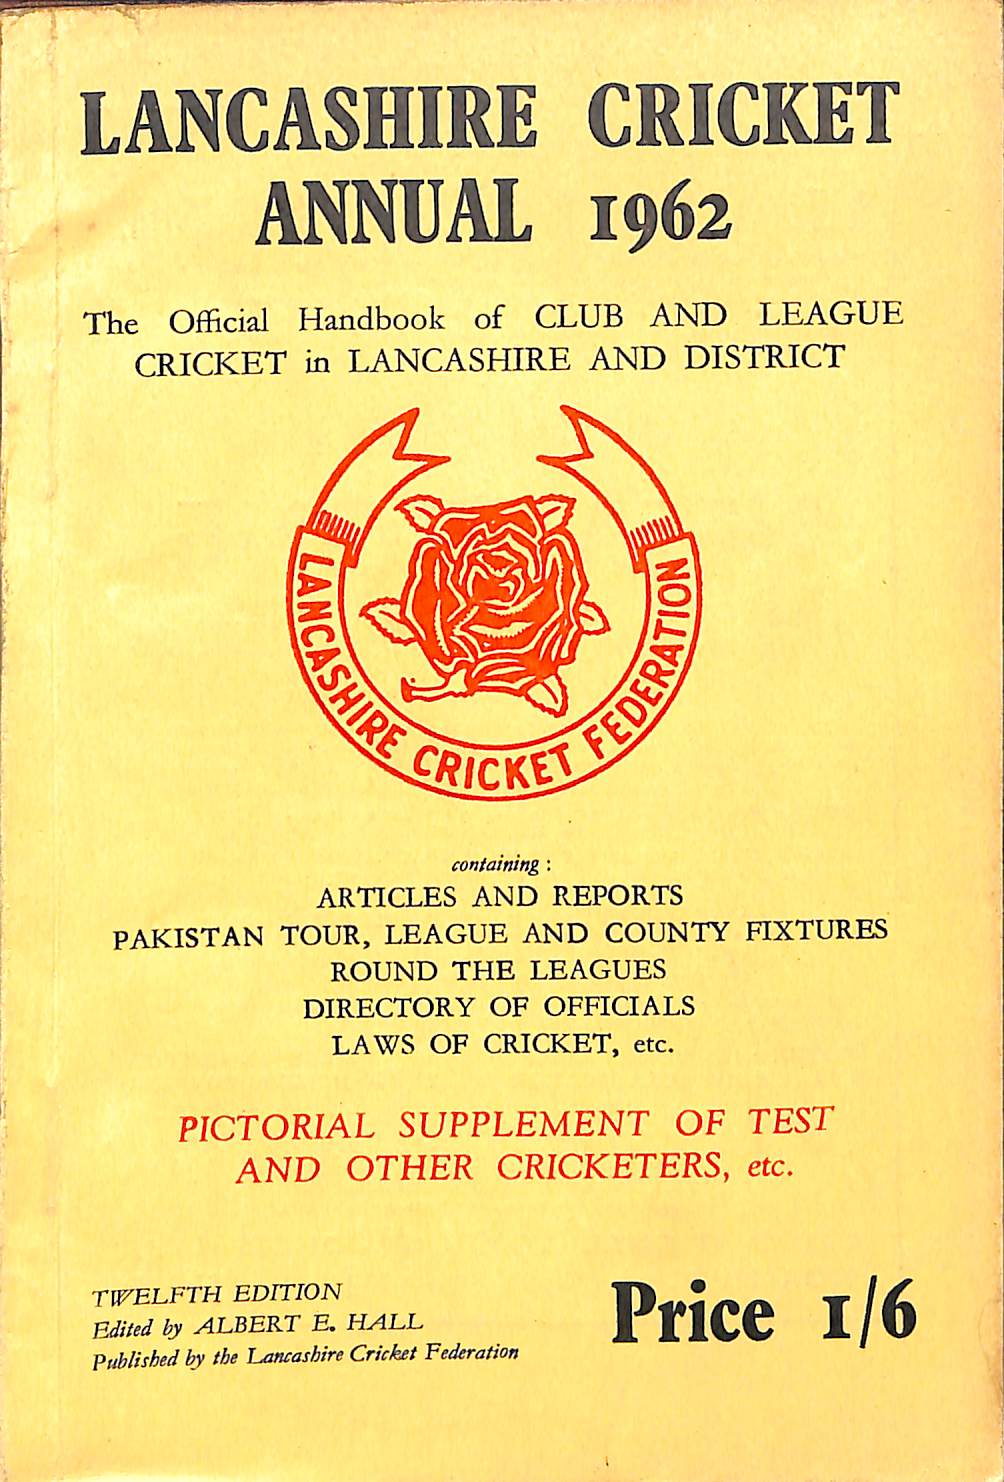 LANCASHIRE CRICKET
ANNUAL 1962
The Official Handbook of CLUB AND LEAGUE
CRICKET in LANCASHIRE AND DISTRICT
LANCASHIRE CRICKET FEDERATION
containing :
ARTICLES AND REPORTS
PAKISTAN TOUR, LEAGUE AND COUNTY FIXTURES
ROUND THE LEAGUES
DIRECTORY OF OFFICIALS
LAWS OF CRICKET, etc.
PICTORIAL SUPPLEMENT OF TEST
AND OTHER CRICKETERS, etc.
TWELFTH EDITION
Edited by ALBERT E. HALL
Published by the Lancashire Cricket Federation
Price 1/6